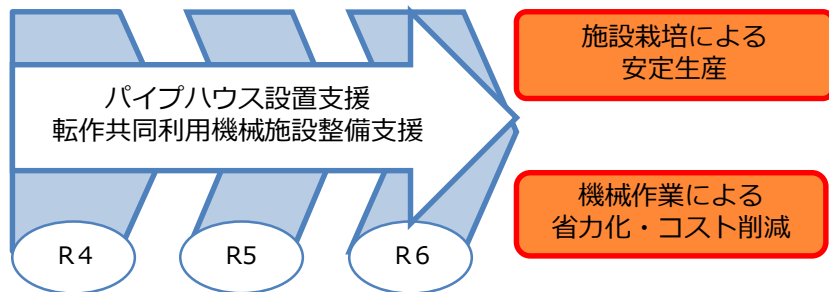 パイプハウス設置支援
転作共同利用機械施設整備支援
R4
R5
R6
施設栽培による
安定生産
機械作業による
省力化・コスト削減